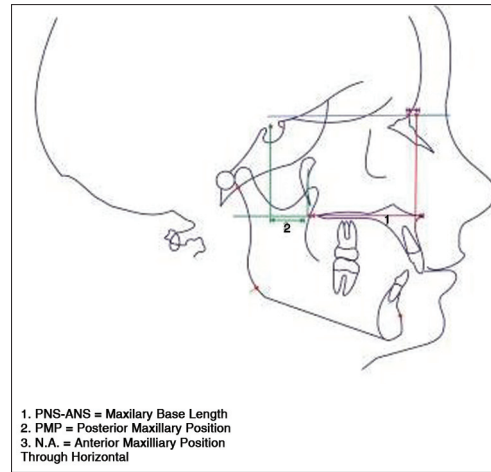 1
2
1. PNS-ANS = Maxilary Base Length
2. PMP = Posterior Maxillary Position
3. N.A. = Anterior Maxilliary Position
Through Horizontal